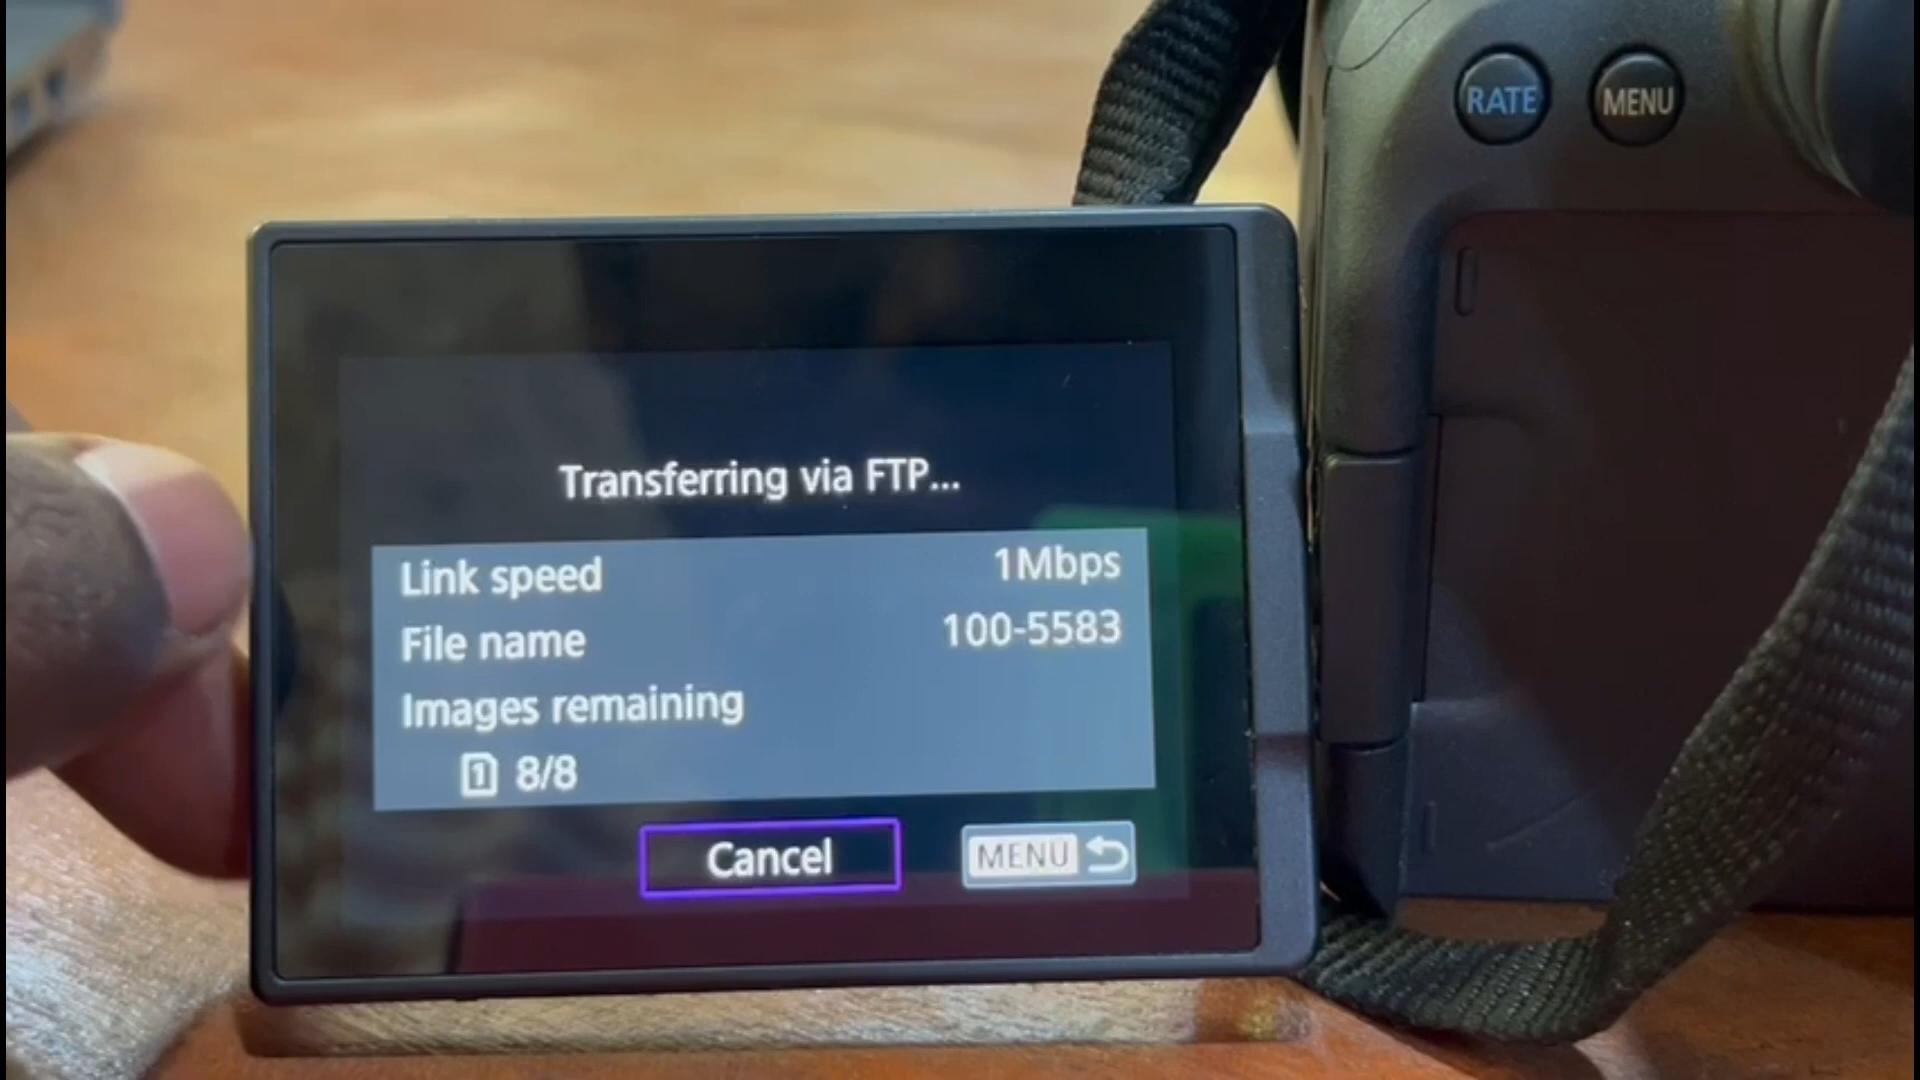 RATE MENU
Transferring via FTP...
Link speed 1Mbps
File name 100-5583
Images remaining
1 8/8
Cancel MENU